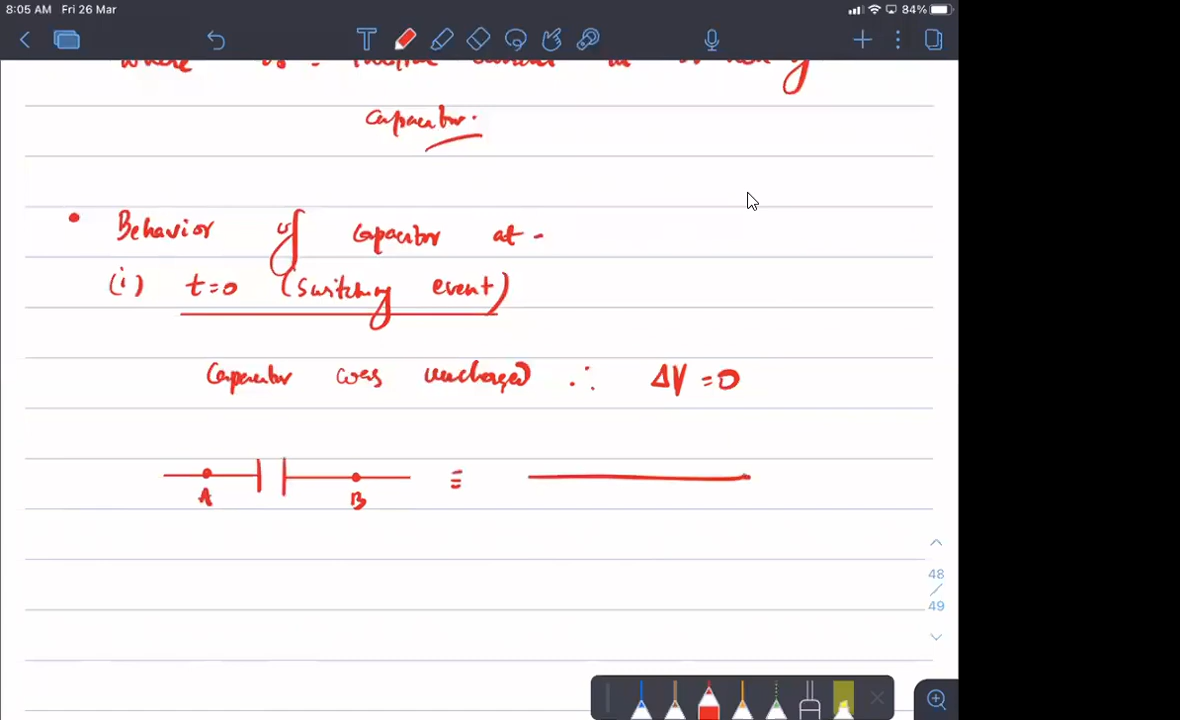 8:05 AM Fri 26 Mar
84%
where
capacitor.
• Behavior of capacitor at -
(i) t=0 (switching event)
Capacitor was uncharged ∴ ΔV = 0
A B ≡
48
/
49